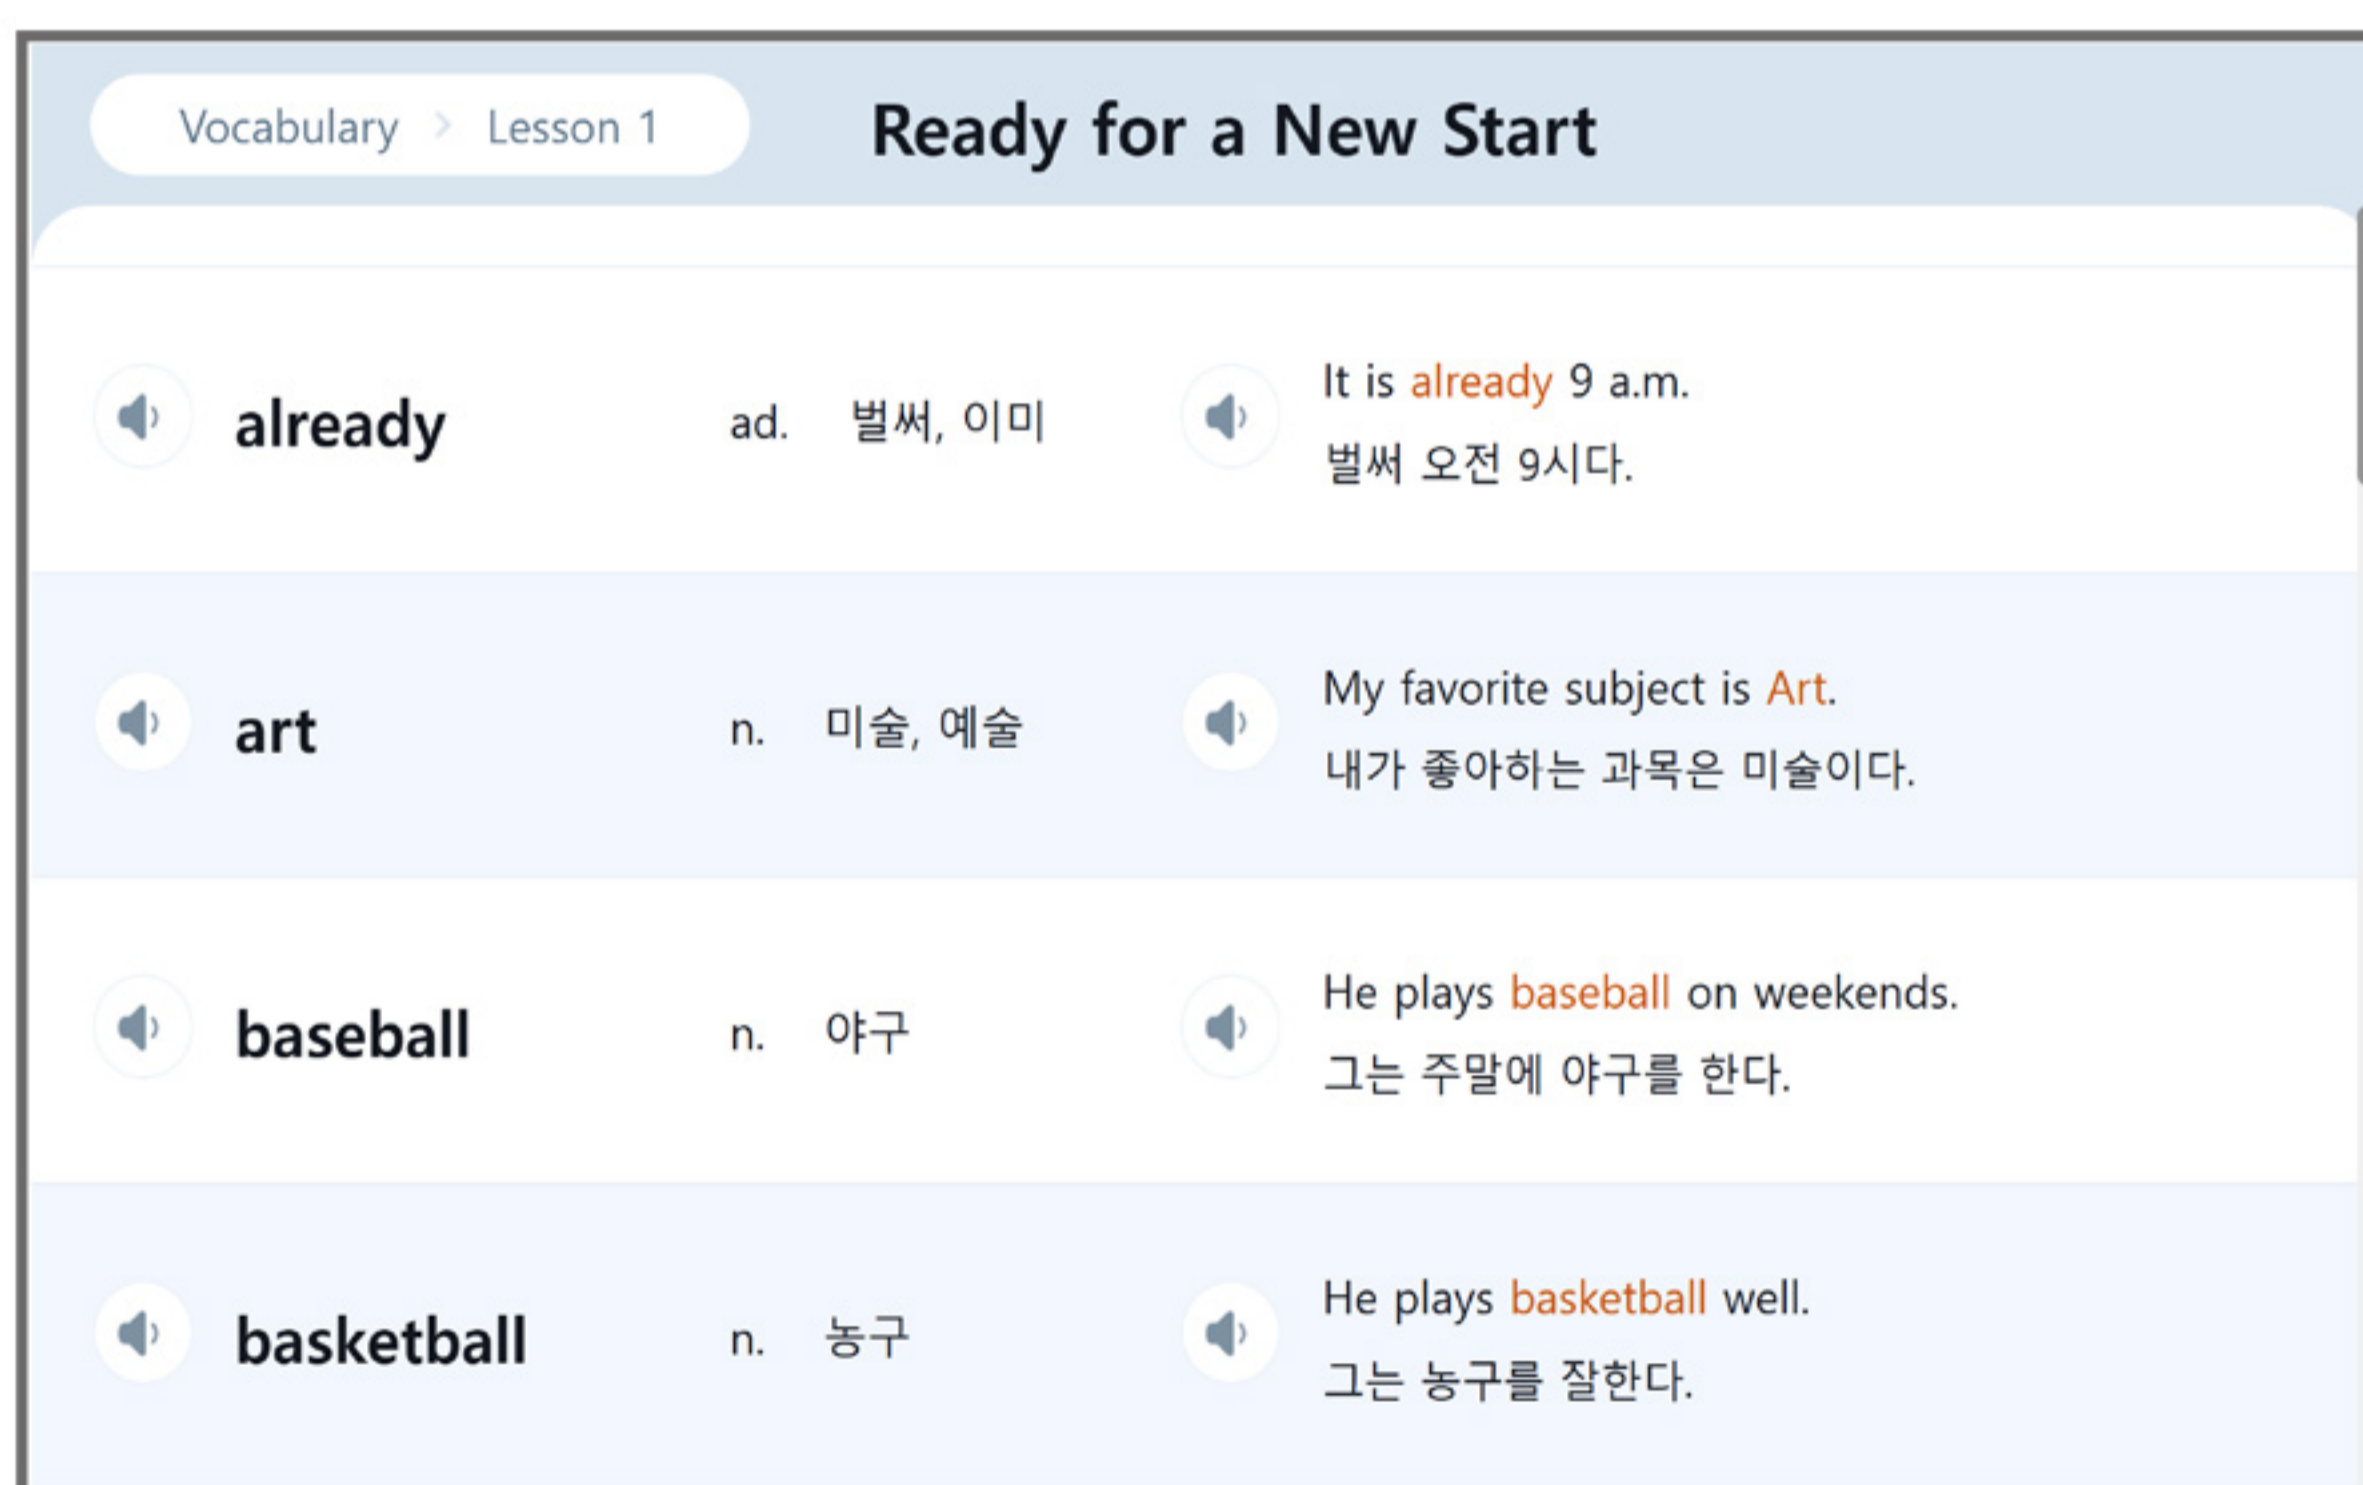 Vocabulary > Lesson 1
Ready for a New Start
already ad. 벌써, 이미
It is already 9 a.m.
벌써 오전 9시다.
art n. 미술, 예술
My favorite subject is Art.
내가 좋아하는 과목은 미술이다.
baseball n. 야구
He plays baseball on weekends.
그는 주말에 야구를 한다.
basketball n. 농구
He plays basketball well.
그는 농구를 잘한다.